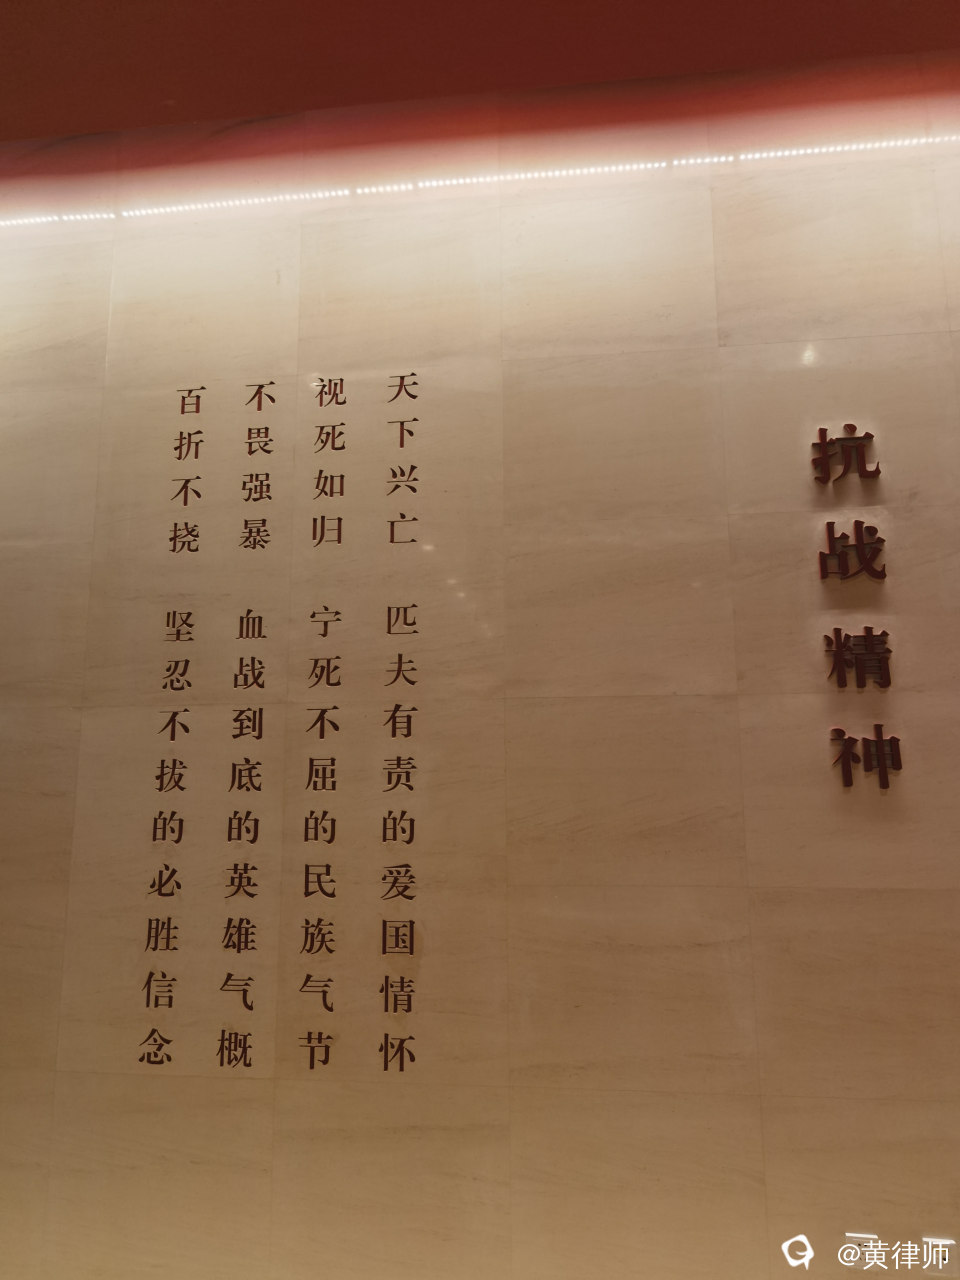 抗战精神
天下兴亡 匹夫有责的爱国情怀
视死如归 宁死不屈的民族气节
不畏强暴 血战到底的英雄气概
百折不挠 坚忍不拔的必胜信念
@黄律师